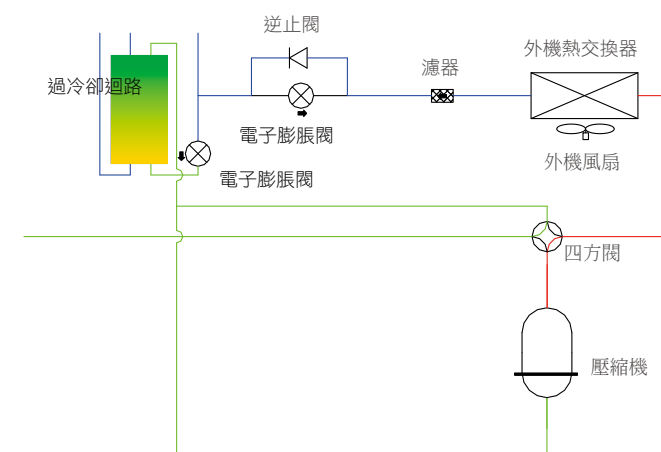 逆止閥
外機熱交換器
濾器
過冷卻迴路
電子膨脹閥
外機風扇
電子膨脹閥
四方閥
壓縮機